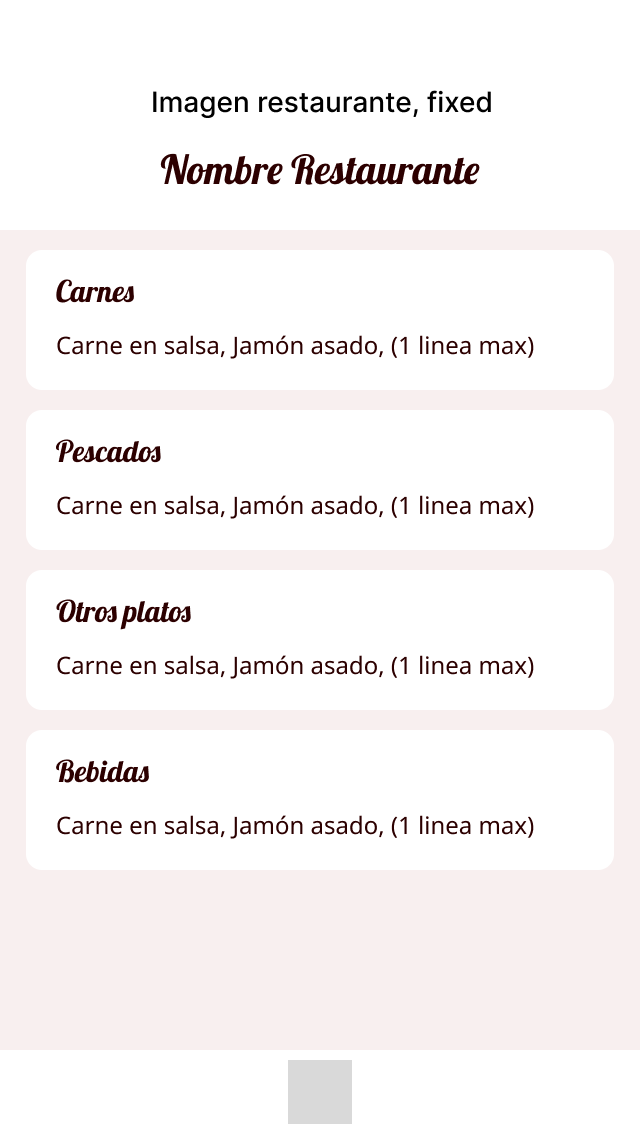 Imagen restaurante, fixed
Nombre Restaurante
Carnes
Carne en salsa, Jamón asado, (1 linea max)
Pescados
Carne en salsa, Jamón asado, (1 linea max)
Otros platos
Carne en salsa, Jamón asado, (1 linea max)
Bebidas
Carne en salsa, Jamón asado, (1 linea max)